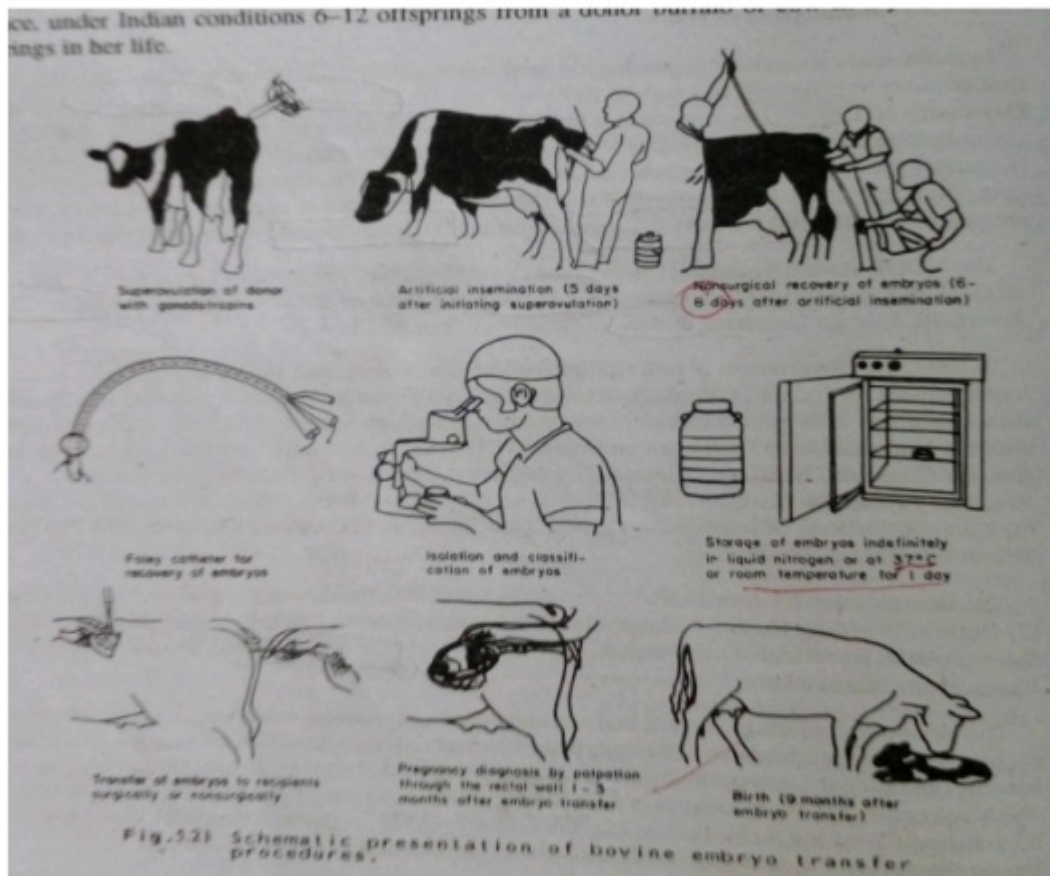 ce, under Indian conditions 6–12 offsprings from a donor buffalo or cow
ings in her life.
Superovulation of donor
with gonadotropins
Artificial insemination (5 days
after initiating superovulation)
Nonsurgical recovery of embryos (6–
8 days after artificial insemination)
Foley catheter for
recovery of embryos
Isolation and classifi-
cation of embryos
Storage of embryos indefinitely
in liquid nitrogen or at 37°C
or room temperature for 1 day
Transfer of embryos to recipients
surgically or nonsurgically
Pregnancy diagnosis by palpation
through the rectal wall 1–3
months after embryo transfer
Birth (9 months after
embryo transfer)
Fig.5.21 Schematic presentation of bovine embryo transfer
procedures.